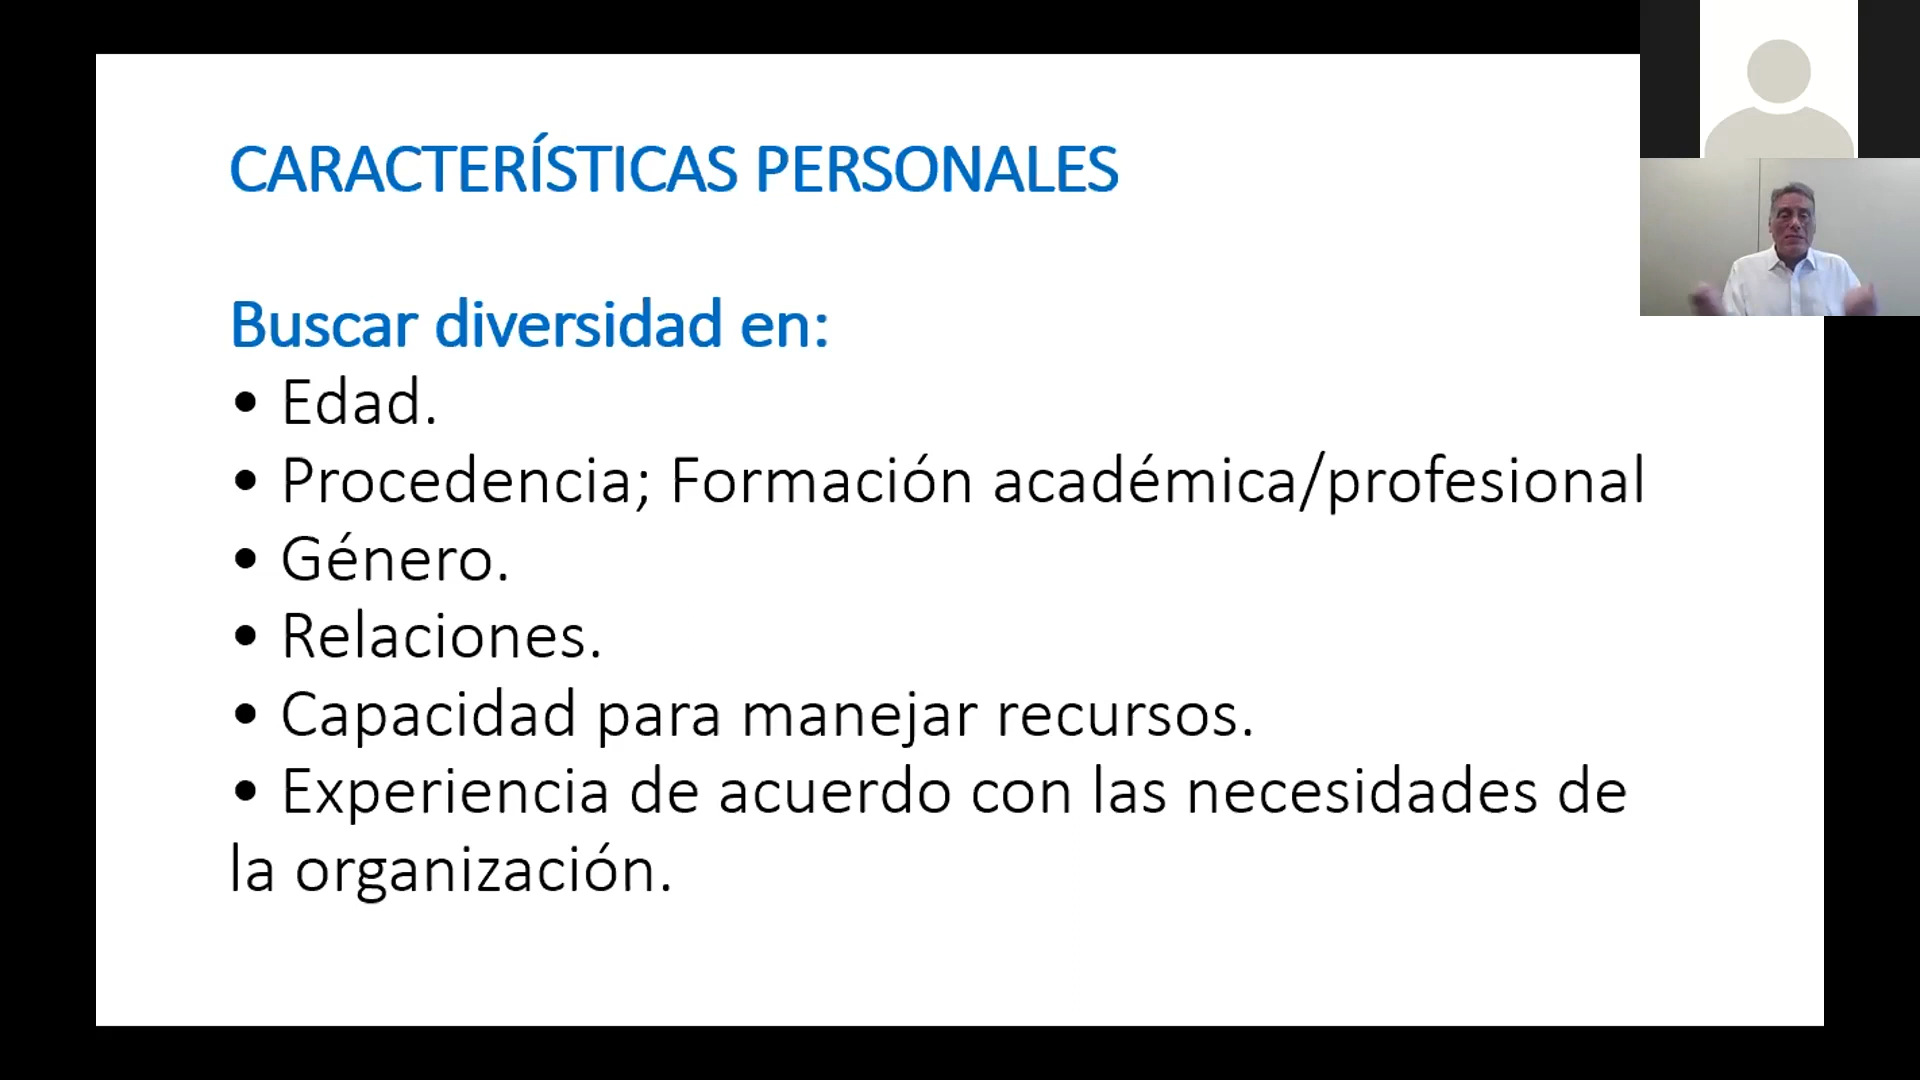 CARACTERÍSTICAS PERSONALES
Buscar diversidad en:
• Edad.
• Procedencia; Formación académica/profesional
• Género.
• Relaciones.
• Capacidad para manejar recursos.
• Experiencia de acuerdo con las necesidades de
la organización.